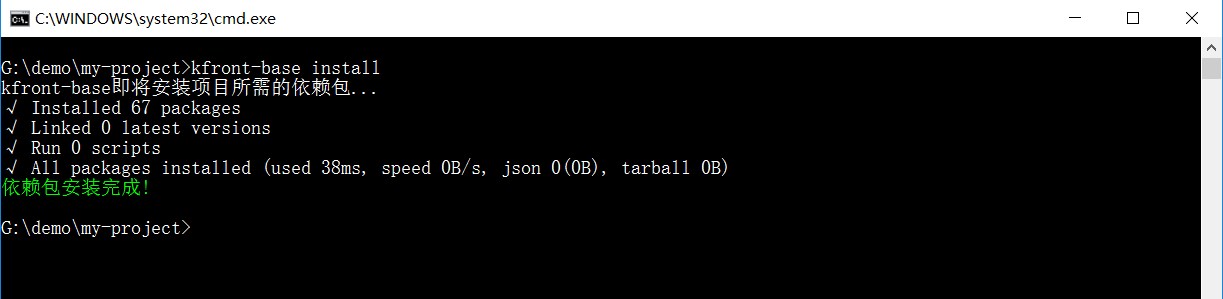 C:\WINDOWS\system32\cmd.exe
G:\demo\my-project>kfront-base install
kfront-base即将安装项目所需的依赖包...
√ Installed 67 packages
√ Linked 0 latest versions
√ Run 0 scripts
√ All packages installed (used 38ms, speed 0B/s, json 0(0B), tarball 0B)
依赖包安装完成!
G:\demo\my-project>